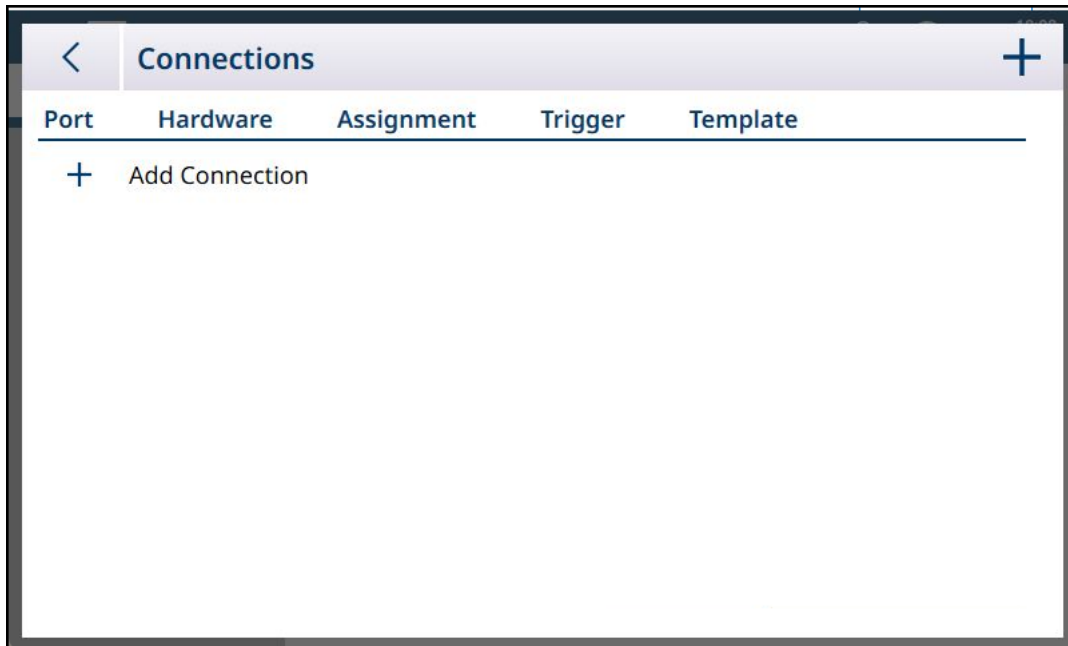 Connections
Port Hardware Assignment Trigger Template
Add Connection